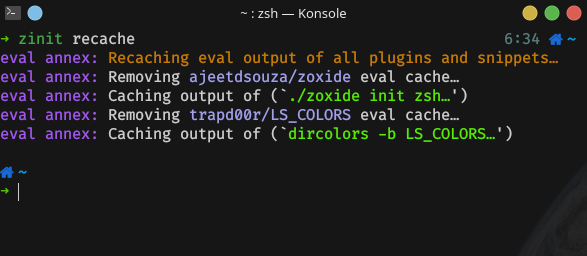 ~ : zsh — Konsole
➜ zinit recache 6:34 ~
eval annex: Recaching eval output of all plugins and snippets…
eval annex: Removing ajeetdsouza/zoxide eval cache…
eval annex: Caching output of (`./zoxide init zsh…')
eval annex: Removing trapd00r/LS_COLORS eval cache…
eval annex: Caching output of (`dircolors -b LS_COLORS…')
~
➜